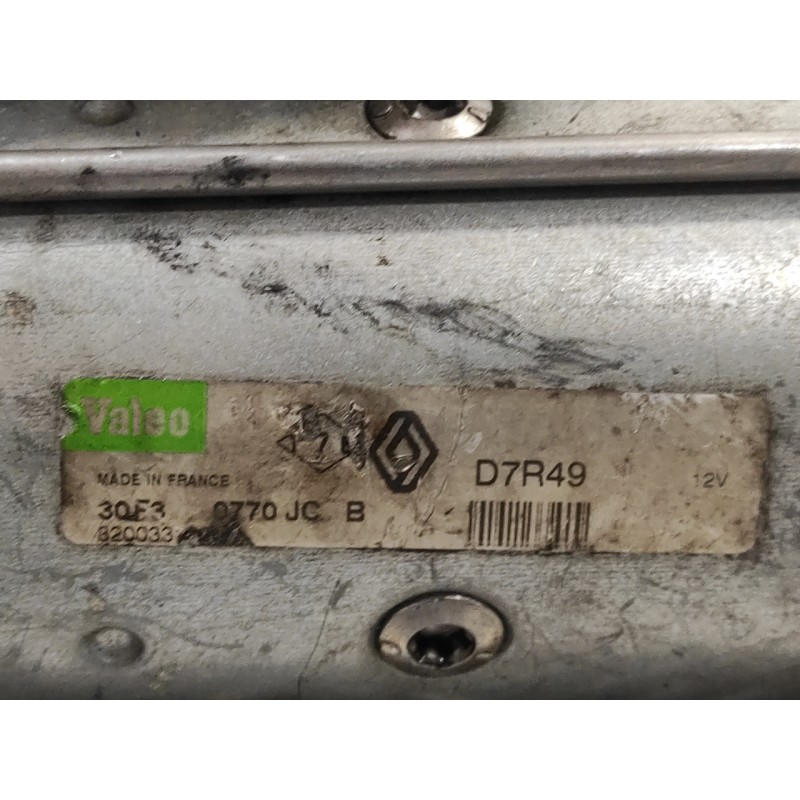 Valeo
MADE IN FRANCE
D7R49
12V
30F3 0770 JC B
820033